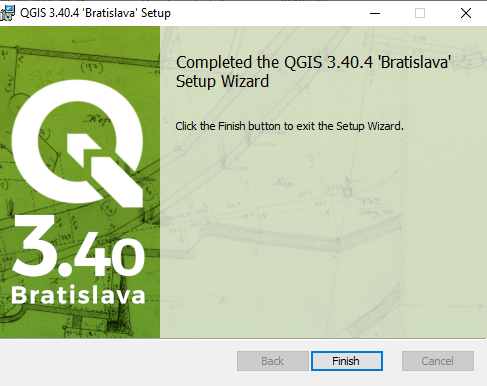 QGIS 3.40.4 'Bratislava' Setup
Completed the QGIS 3.40.4 'Bratislava'
Setup Wizard
Click the Finish button to exit the Setup Wizard.
3.40
Bratislava
Back
Finish
Cancel